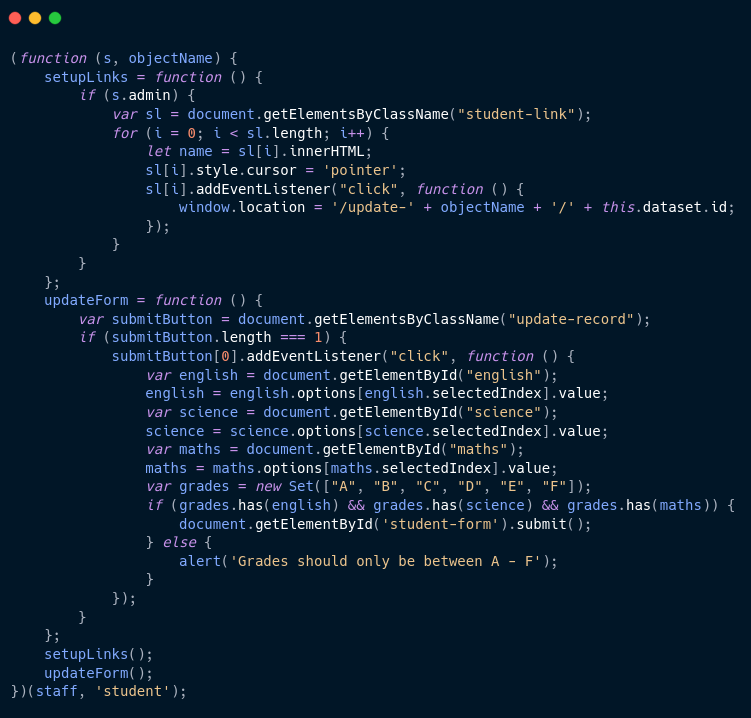 (function (s, objectName) {
    setupLinks = function () {
        if (s.admin) {
            var sl = document.getElementsByClassName("student-link");
            for (i = 0; i < sl.length; i++) {
                let name = sl[i].innerHTML;
                sl[i].style.cursor = 'pointer';
                sl[i].addEventListener("click", function () {
                    window.location = '/update-' + objectName + '/' + this.dataset.id;
                });
            }
        }
    };
    updateForm = function () {
        var submitButton = document.getElementsByClassName("update-record");
        if (submitButton.length === 1) {
            submitButton[0].addEventListener("click", function () {
                var english = document.getElementById("english");
                english = english.options[english.selectedIndex].value;
                var science = document.getElementById("science");
                science = science.options[science.selectedIndex].value;
                var maths = document.getElementById("maths");
                maths = maths.options[maths.selectedIndex].value;
                var grades = new Set(["A", "B", "C", "D", "E", "F"]);
                if (grades.has(english) && grades.has(science) && grades.has(maths)) {
                    document.getElementById('student-form').submit();
                } else {
                    alert('Grades should only be between A - F');
                }
            });
        }
    };
    setupLinks();
    updateForm();
})(staff, 'student');